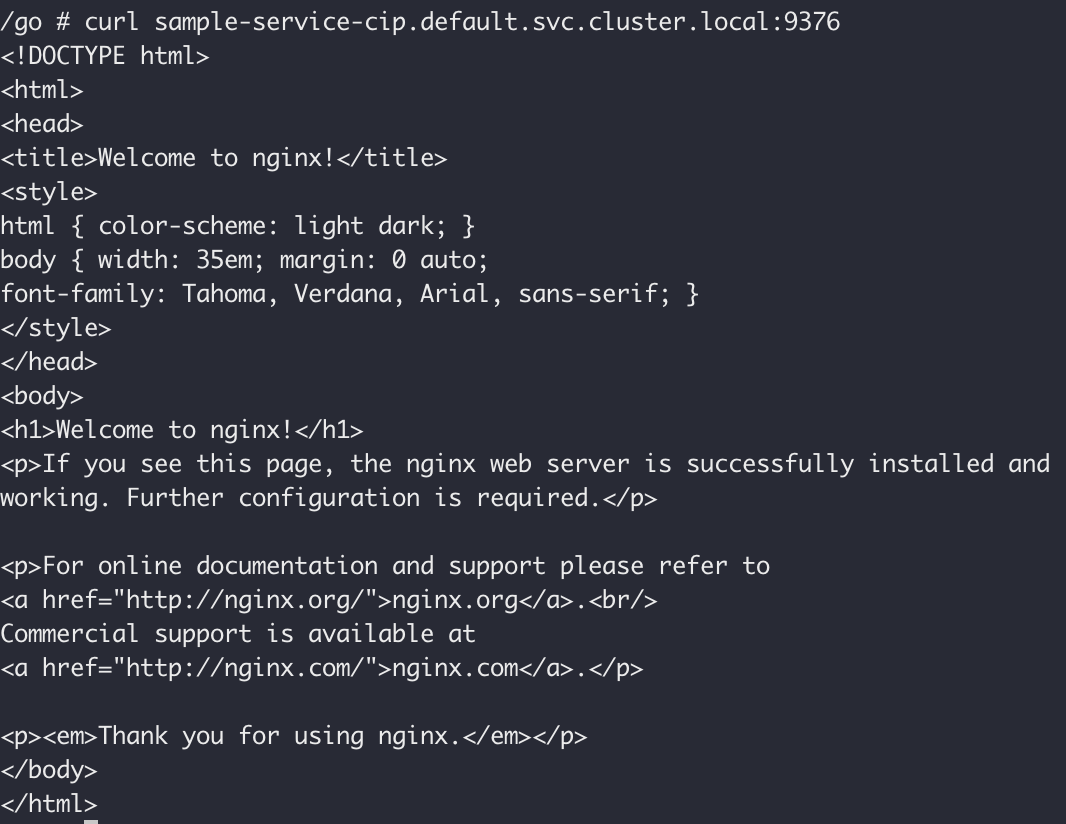 /go # curl sample-service-cip.default.svc.cluster.local:9376
<!DOCTYPE html>
<html>
<head>
<title>Welcome to nginx!</title>
<style>
html { color-scheme: light dark; }
body { width: 35em; margin: 0 auto;
font-family: Tahoma, Verdana, Arial, sans-serif; }
</style>
</head>
<body>
<h1>Welcome to nginx!</h1>
<p>If you see this page, the nginx web server is successfully installed and
working. Further configuration is required.</p>

<p>For online documentation and support please refer to
<a href="http://nginx.org/">nginx.org</a>.<br/>
Commercial support is available at
<a href="http://nginx.com/">nginx.com</a>.</p>

<p><em>Thank you for using nginx.</em></p>
</body>
</html>